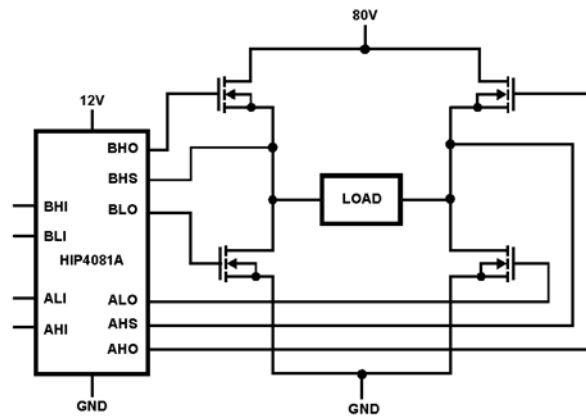 80V
12V
BHO
BHS
BHI
BLO
LOAD
BLI
HIP4081A
ALI
ALO
AHI
AHS
AHO
GND
GND